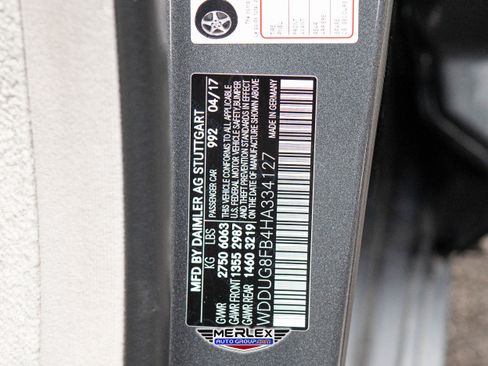 MFD BY DAIMLER AG STUTTGART
PASSENGER CAR 992 04/17
KG LBS
GVWR 2750 6063
GAWR FRONT 1355 2987
GAWR REAR 1460 3219
THIS VEHICLE CONFORMS TO ALL APPLICABLE
U.S. FEDERAL MOTOR VEHICLE SAFETY,BUMPER
AND THEFT PREVENTION STANDARDS IN EFFECT
ON DATE OF MANUFACTURE SHOWN ABOVE
WDDUG8FB4HA334127
MADE IN GERMANY
MERLEX
AUTO GROUP